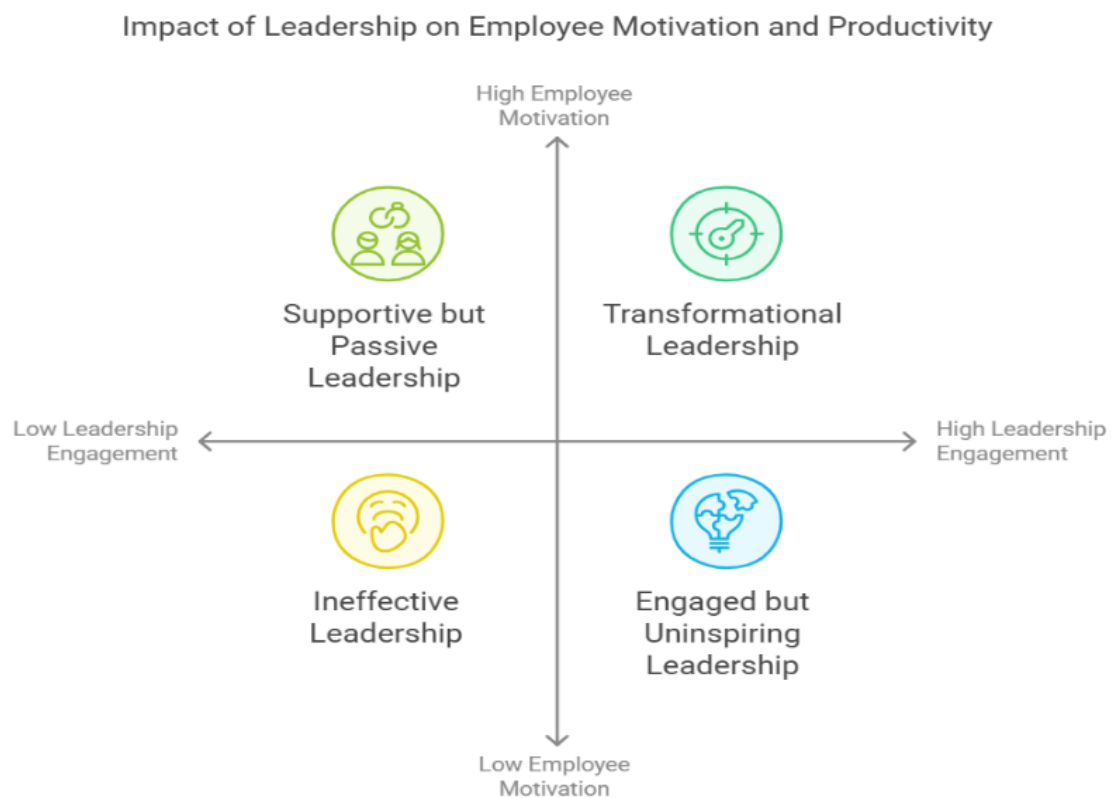 Impact of Leadership on Employee Motivation and Productivity
High Employee
Motivation
Supportive but
Passive
Leadership
Transformational
Leadership
Low Leadership
Engagement
High Leadership
Engagement
Ineffective
Leadership
Engaged but
Uninspiring
Leadership
Low Employee
Motivation